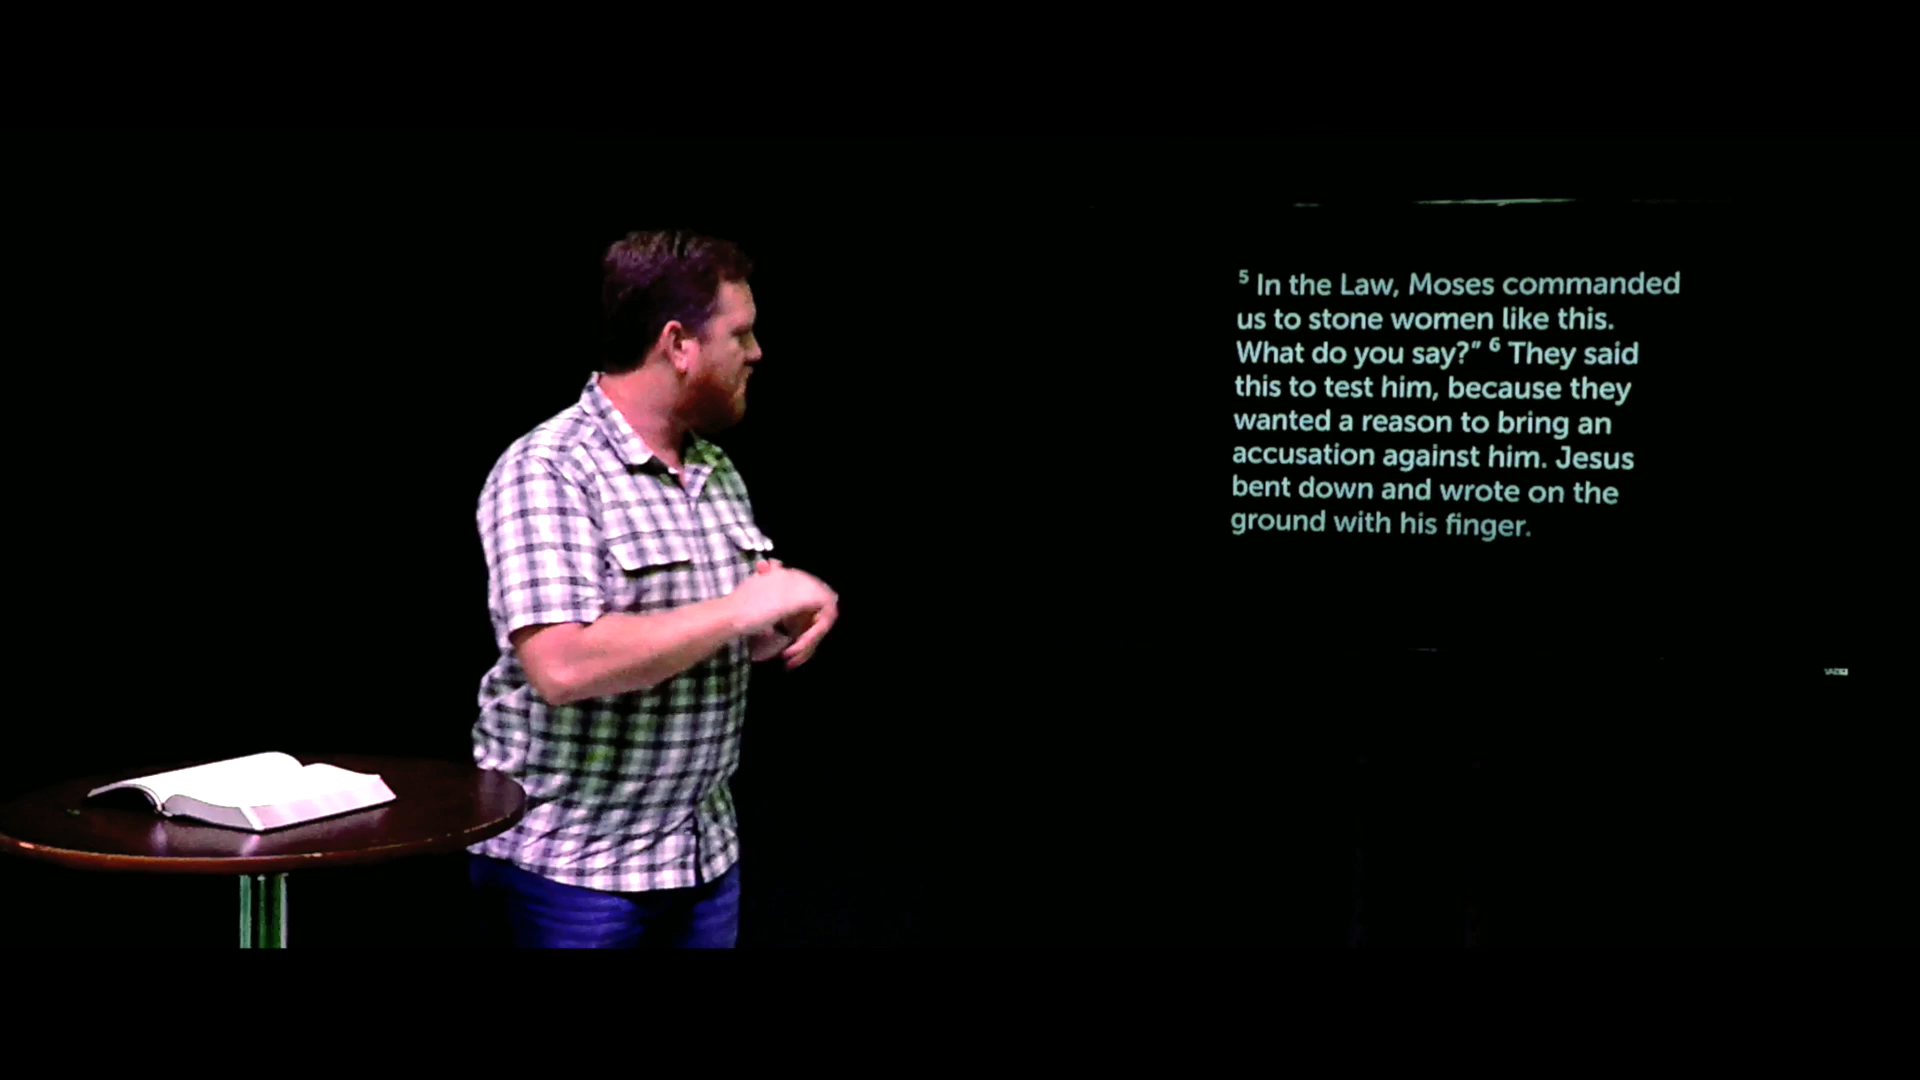 ⁵ In the Law, Moses commanded
us to stone women like this.
What do you say?” ⁶ They said
this to test him, because they
wanted a reason to bring an
accusation against him. Jesus
bent down and wrote on the
ground with his finger.